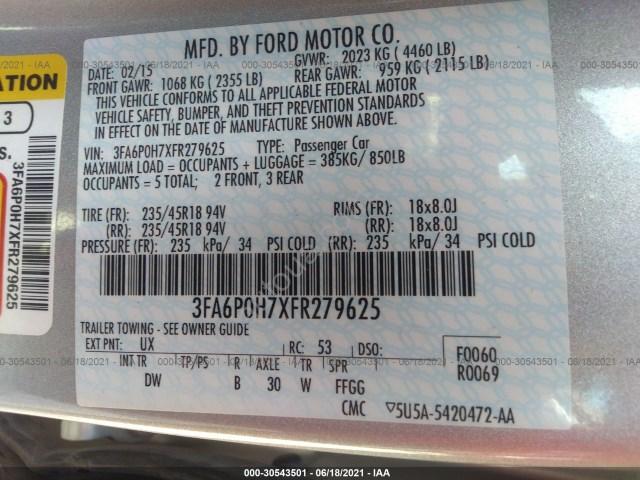 000-30543501 - 06/18/2021 - IAA
MFD. BY FORD MOTOR CO.
DATE: 02/15
GVWR: 2023 KG ( 4460 LB)
FRONT GAWR: 1068 KG ( 2355 LB)
REAR GAWR: 959 KG ( 2115 LB)
THIS VEHICLE CONFORMS TO ALL APPLICABLE FEDERAL MOTOR
VEHICLE SAFETY, BUMPER, AND THEFT PREVENTION STANDARDS
IN EFFECT ON THE DATE OF MANUFACTURE SHOWN ABOVE.
VIN: 3FA6P0H7XFR279625 TYPE: Passenger Car
MAXIMUM LOAD = OCCUPANTS + LUGGAGE = 385KG/ 850LB
OCCUPANTS = 5 TOTAL; 2 FRONT, 3 REAR
TIRE (FR): 235/45R18 94V RIMS (FR): 18x8.0J
(RR): 235/45R18 94V (RR): 18x8.0J
PRESSURE (FR): 235 kPa/ 34 PSI COLD (RR): 235 kPa/ 34 PSI COLD
3FA6P0H7XFR279625
TRAILER TOWING - SEE OWNER GUIDE
EXT PNT: UX RC: 53 DSO:
F0060
R0069
INT TR TP/PS R AXLE TR SPR
DW B 30 W FFGG
CMC ▽5U5A-5420472-AA
ATION
3
S.
3FA6P0H7XFR279625
000-30543501 - 06/18/2021 - IAA
000-30543501 - 06/18/2021 - IAA